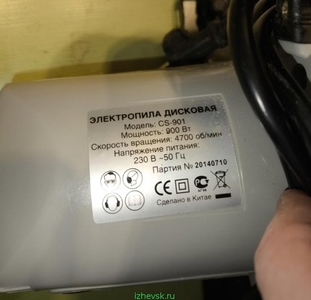 ЭЛЕКТРОПИЛА ДИСКОВАЯ
Модель: CS-901
Мощность: 900 Вт
Скорость вращения: 4700 об/мин
Напряжение питания:
230 В ~50 Гц
Партия № 20140710
CE
Сделано в Китае
izhevsk.ru